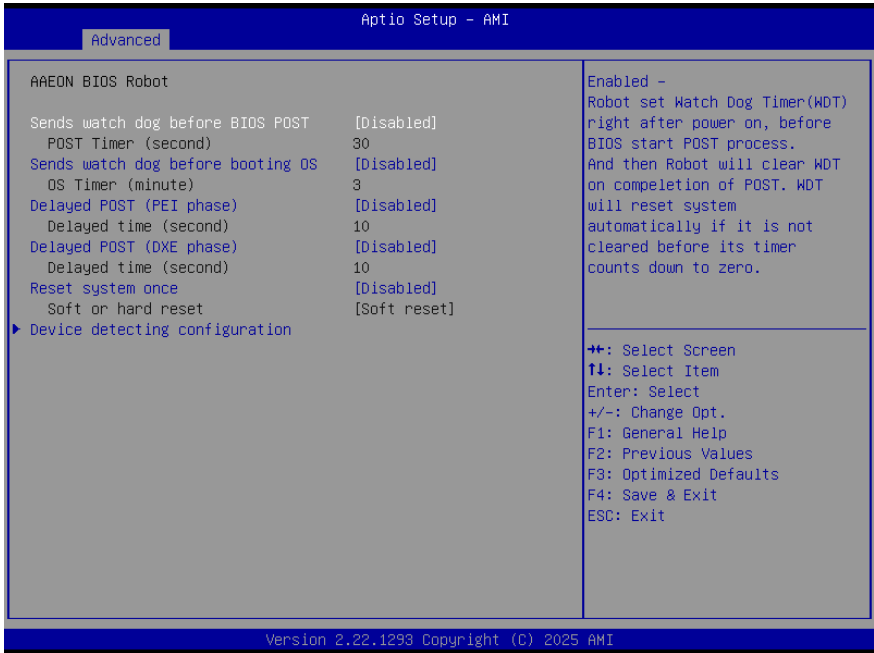 Aptio Setup – AMI
Advanced
AAEON BIOS Robot
Sends watch dog before BIOS POST [Disabled]
POST Timer (second) 30
Sends watch dog before booting OS [Disabled]
OS Timer (minute) 3
Delayed POST (PEI phase) [Disabled]
Delayed time (second) 10
Delayed POST (DXE phase) [Disabled]
Delayed time (second) 10
Reset system once [Disabled]
Soft or hard reset [Soft reset]
Device detecting configuration
Enabled –
Robot set Watch Dog Timer(WDT)
right after power on, before
BIOS start POST process.
And then Robot will clear WDT
on compeletion of POST. WDT
will reset system
automatically if it is not
cleared before its timer
counts down to zero.
→←: Select Screen
↑↓: Select Item
Enter: Select
+/-: Change Opt.
F1: General Help
F2: Previous Values
F3: Optimized Defaults
F4: Save & Exit
ESC: Exit
Version 2.22.1293 Copyright (C) 2025 AMI